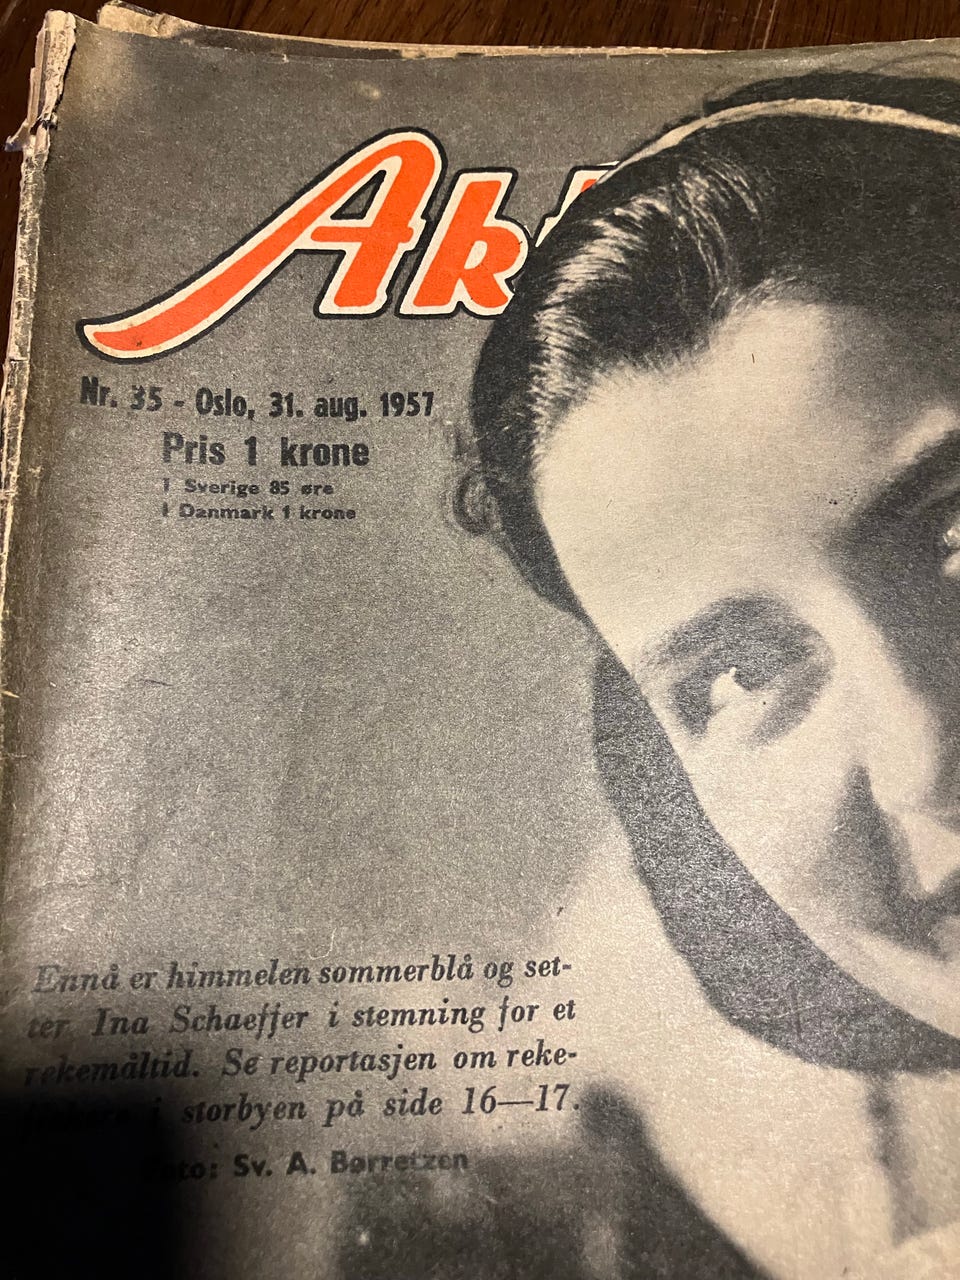 Ak
Nr. 35 - Oslo, 31. aug. 1957
Pris 1 krone
I Sverige 85 øre
I Danmark 1 krone
Ennå er himmelen sommerblå og set-
ter Ina Schaeffer i stemning for et
rekemåltid. Se reportasjen om reke-
i storbyen på side 16—17.
Foto: Sv. A. Børretzen